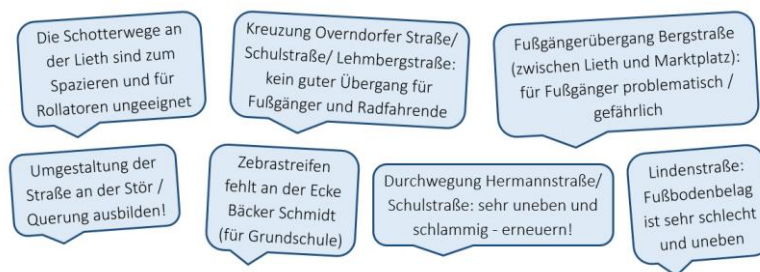 Die Schotterwege an
der Lieth sind zum
Spazieren und für
Rollatoren ungeeignet
Kreuzung Overndorfer Straße/
Schulstraße/ Lehmbergstraße:
kein guter Übergang für
Fußgänger und Radfahrende
Fußgängerübergang Bergstraße
(zwischen Lieth und Marktplatz):
für Fußgänger problematisch /
gefährlich
Umgestaltung der
Straße an der Stör /
Querung ausbilden!
Zebrastreifen
fehlt an der Ecke
Bäcker Schmidt
(für Grundschule)
Durchwegung Hermannstraße/
Schulstraße: sehr uneben und
schlammig - erneuern!
Lindenstraße:
Fußbodenbelag
ist sehr schlecht
und uneben